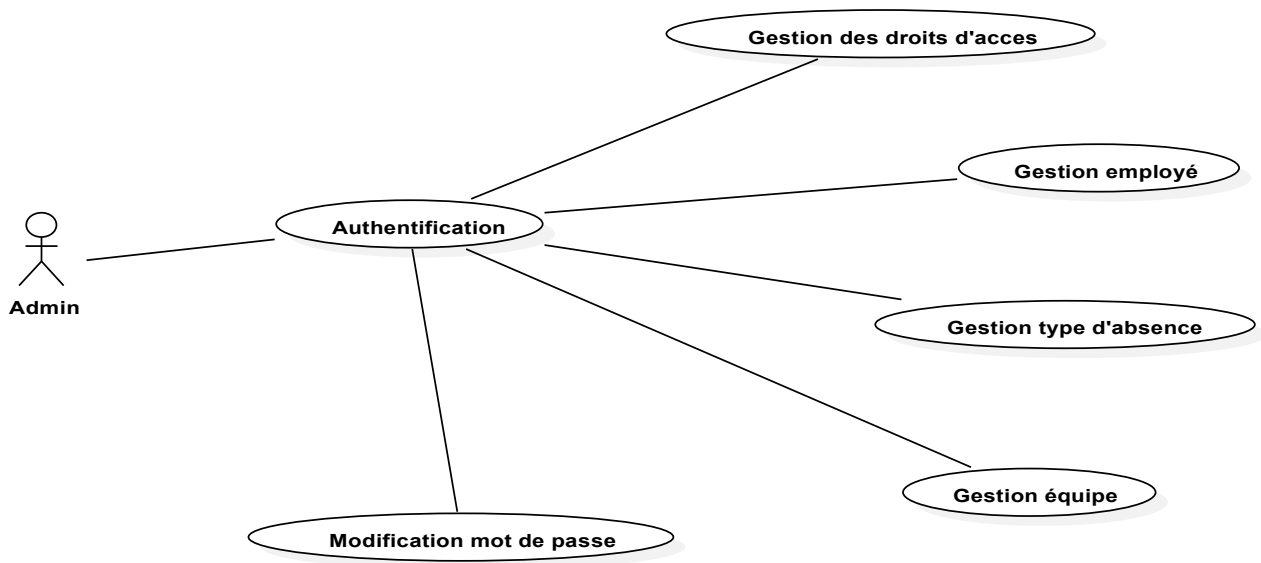 Gestion des droits d'acces
Gestion employé
Authentification
Admin
Gestion type d'absence
Gestion équipe
Modification mot de passe